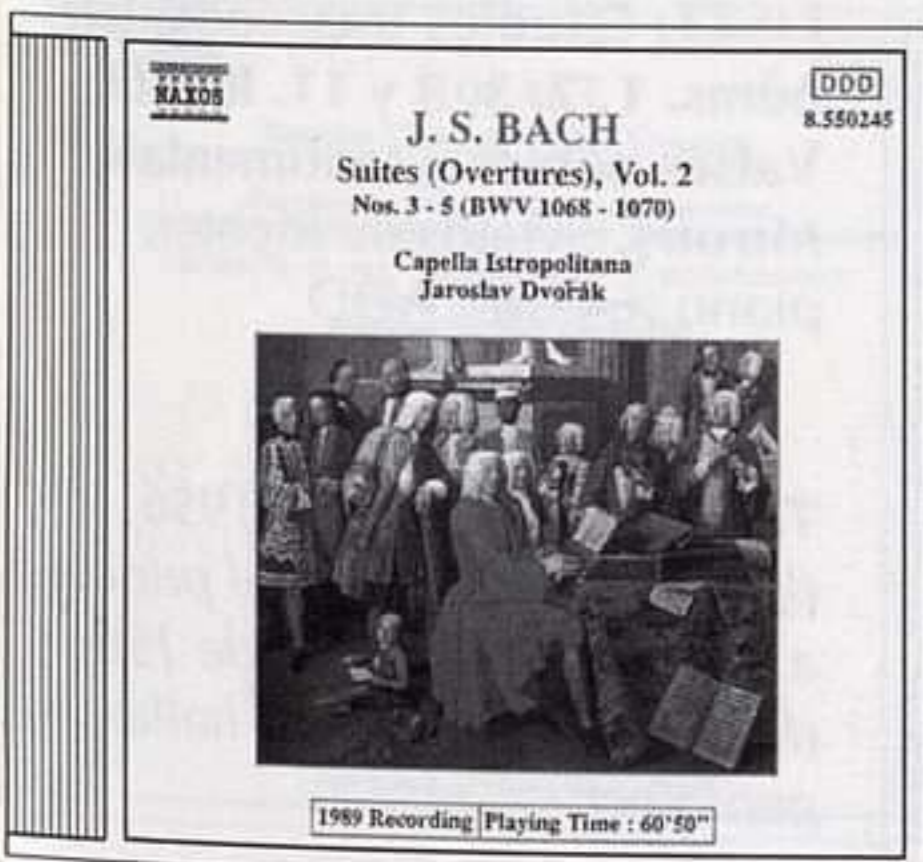 NAXOS
DDD
8.550245
J. S. BACH
Suites (Overtures), Vol. 2
Nos. 3 - 5 (BWV 1068 - 1070)
Capella Istropolitana
Jaroslav Dvořák
1989 Recording Playing Time : 60'50"